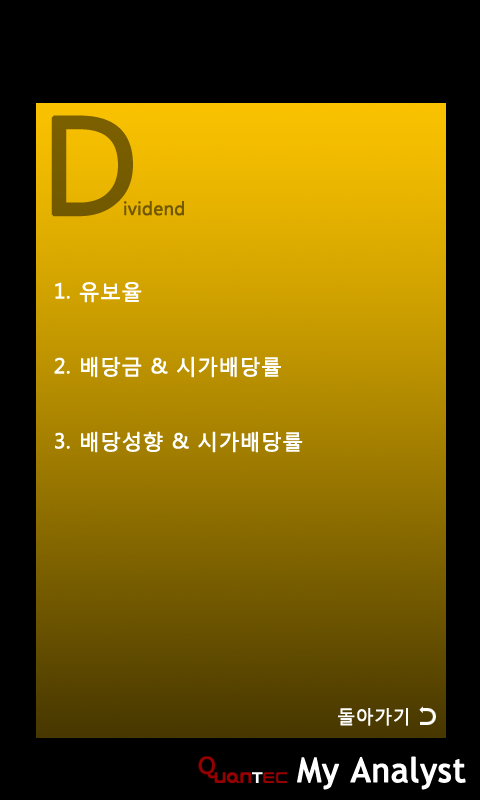 Dividend
1. 유보율
2. 배당금 & 시가배당률
3. 배당성향 & 시가배당률
돌아가기
QUANTEC My Analyst